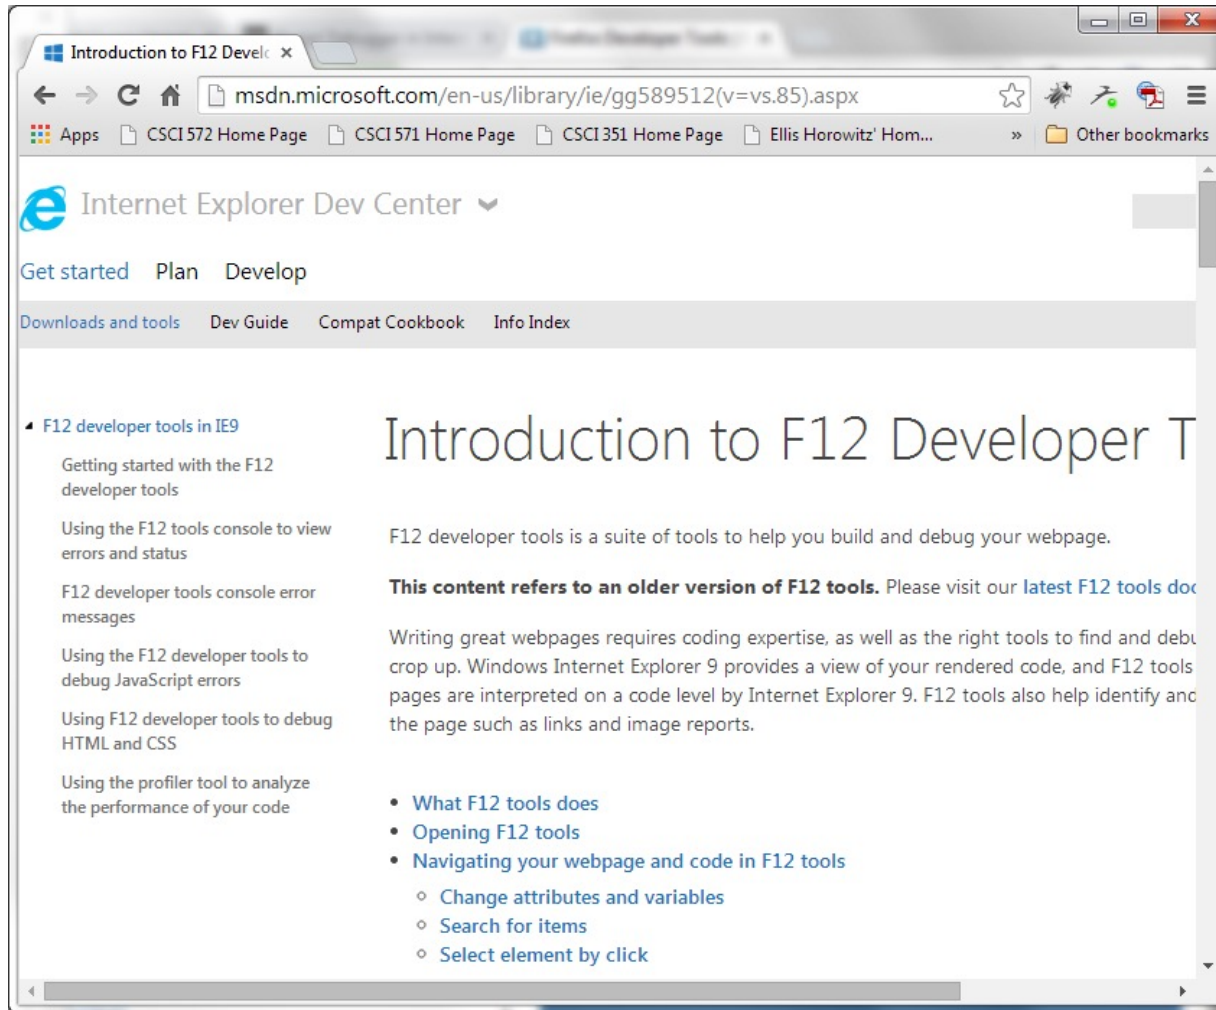 Introduction to F12 Develo
msdn.microsoft.com/en-us/library/ie/gg589512(v=vs.85).aspx
Apps CSCI 572 Home Page CSCI 571 Home Page CSCI 351 Home Page Ellis Horowitz' Hom... » Other bookmarks
Internet Explorer Dev Center
Get started Plan Develop
Downloads and tools Dev Guide Compat Cookbook Info Index
F12 developer tools in IE9
Getting started with the F12
developer tools
Using the F12 tools console to view
errors and status
F12 developer tools console error
messages
Using the F12 developer tools to
debug JavaScript errors
Using F12 developer tools to debug
HTML and CSS
Using the profiler tool to analyze
the performance of your code
Introduction to F12 Developer T
F12 developer tools is a suite of tools to help you build and debug your webpage.
This content refers to an older version of F12 tools. Please visit our latest F12 tools doc
Writing great webpages requires coding expertise, as well as the right tools to find and debu
crop up. Windows Internet Explorer 9 provides a view of your rendered code, and F12 tools
pages are interpreted on a code level by Internet Explorer 9. F12 tools also help identify and
the page such as links and image reports.
• What F12 tools does
• Opening F12 tools
• Navigating your webpage and code in F12 tools
◦ Change attributes and variables
◦ Search for items
◦ Select element by click